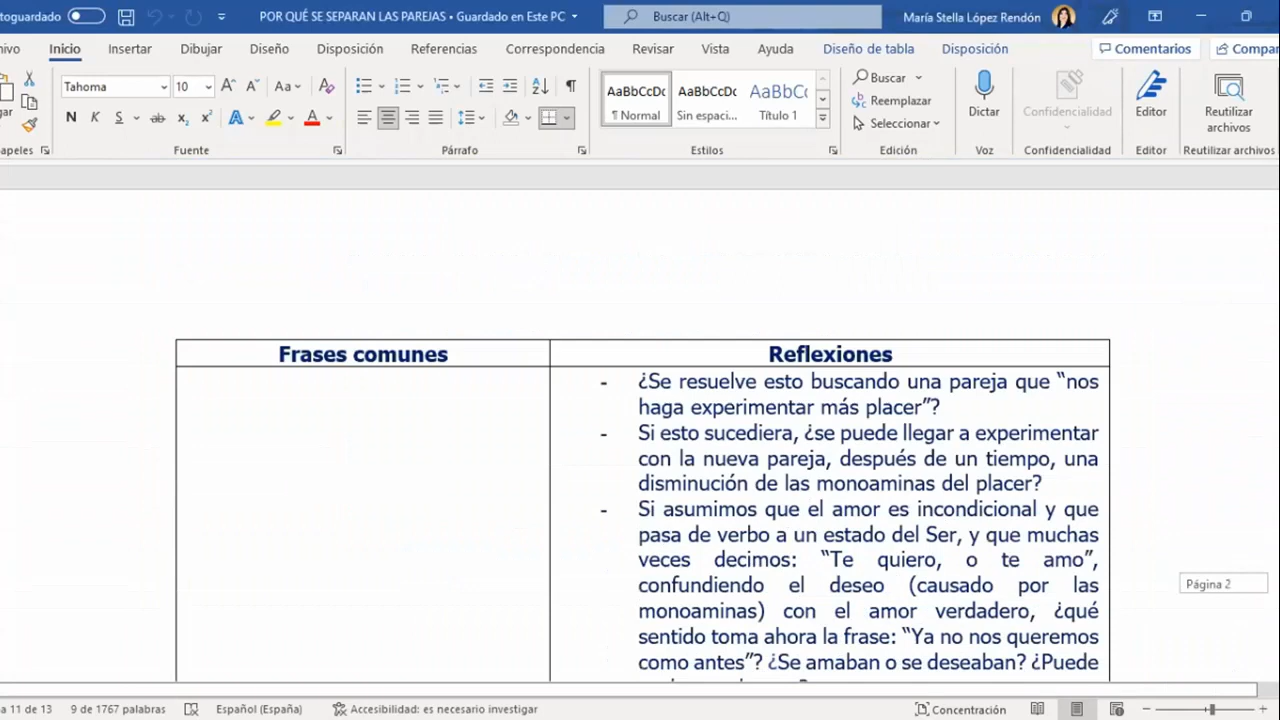 toguardado
POR QUÉ SE SEPARAN LAS PAREJAS • Guardado en Este PC
Buscar (Alt+Q)
María Stella López Rendón
hivo Inicio Insertar Dibujar Diseño Disposición Referencias Correspondencia Revisar Vista Ayuda Diseño de tabla Disposición Comentarios Compar
Tahoma 10 Aa
N K S ab x₂ x² A A
AaBbCcDc AaBbCcDc AaBbCc
¶ Normal Sin espaci... Título 1
Buscar
Reemplazar
Seleccionar
Dictar
Confidencialidad
Editor
Reutilizar
archivos
gar
apeles Fuente Párrafo Estilos Edición Voz Confidencialidad Editor Reutilizar archivos
Frases comunes Reflexiones
- ¿Se resuelve esto buscando una pareja que “nos
haga experimentar más placer”?
- Si esto sucediera, ¿se puede llegar a experimentar
con la nueva pareja, después de un tiempo, una
disminución de las monoaminas del placer?
- Si asumimos que el amor es incondicional y que
pasa de verbo a un estado del Ser, y que muchas
veces decimos: “Te quiero, o te amo”,
confundiendo el deseo (causado por las
monoaminas) con el amor verdadero, ¿qué
sentido toma ahora la frase: “Ya no nos queremos
como antes”? ¿Se amaban o se deseaban? ¿Puede
Página 2
a 11 de 13 9 de 1767 palabras Español (España) Accesibilidad: es necesario investigar Concentración